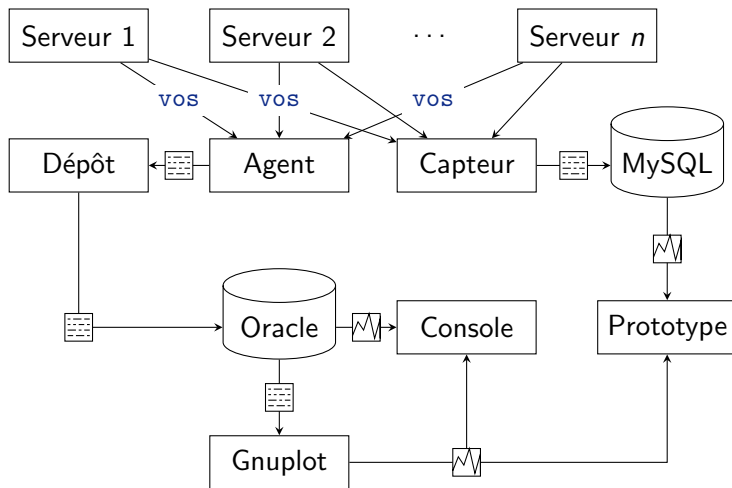 Serveur 1
Serveur 2
...
Serveur n
vos
vos
vos
Dépôt
Agent
Capteur
MySQL
Oracle
Console
Prototype
Gnuplot